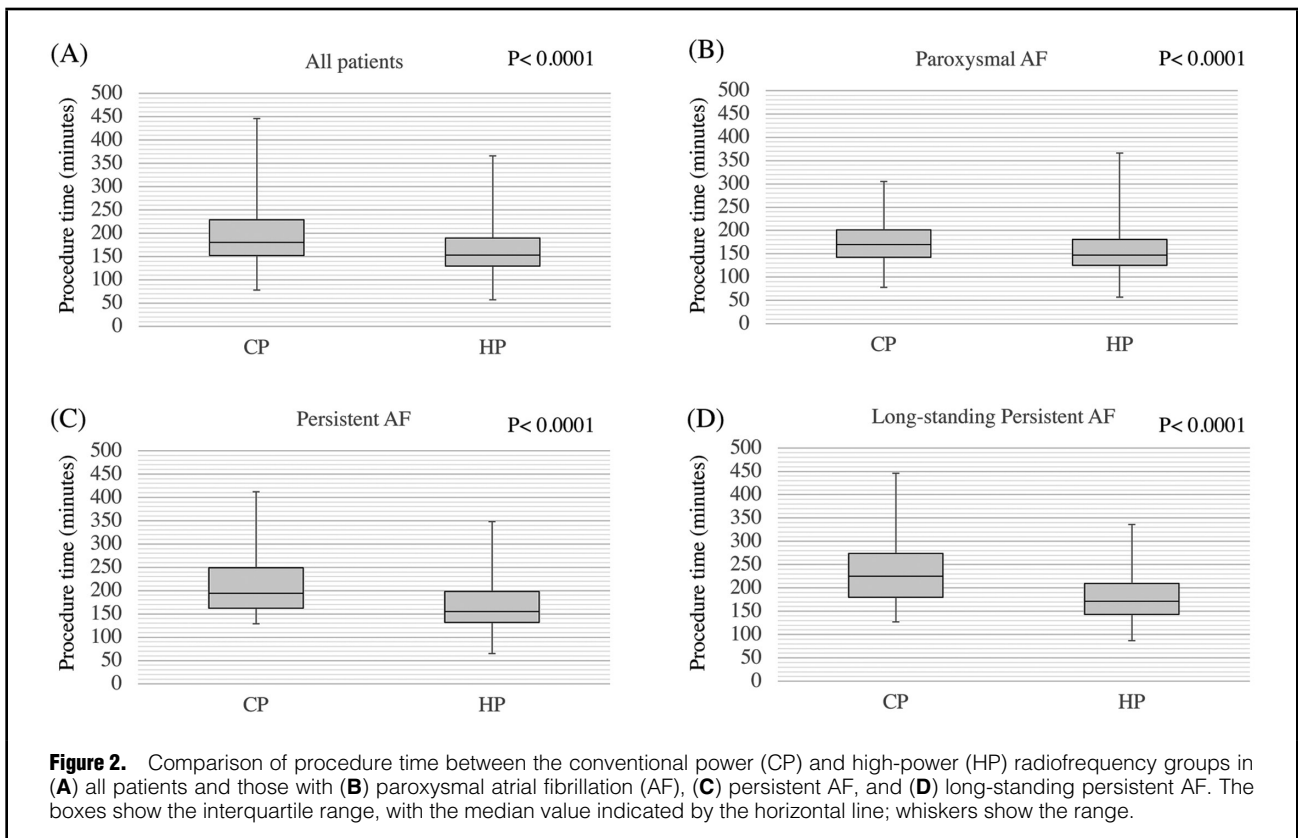 (A)
All patients
P< 0.0001
Procedure time (minutes)
500
450
400
350
300
250
200
150
100
50
0
CP
HP
(B)
Paroxysmal AF
P< 0.0001
Procedure time (minutes)
500
450
400
350
300
250
200
150
100
50
0
CP
HP
(C)
Persistent AF
P< 0.0001
Procedure time (minutes)
500
450
400
350
300
250
200
150
100
50
0
CP
HP
(D)
Long-standing Persistent AF
P< 0.0001
Procedure time (minutes)
500
450
400
350
300
250
200
150
100
50
0
CP
HP
Figure 2. Comparison of procedure time between the conventional power (CP) and high-power (HP) radiofrequency groups in
(A) all patients and those with (B) paroxysmal atrial fibrillation (AF), (C) persistent AF, and (D) long-standing persistent AF. The
boxes show the interquartile range, with the median value indicated by the horizontal line; whiskers show the range.